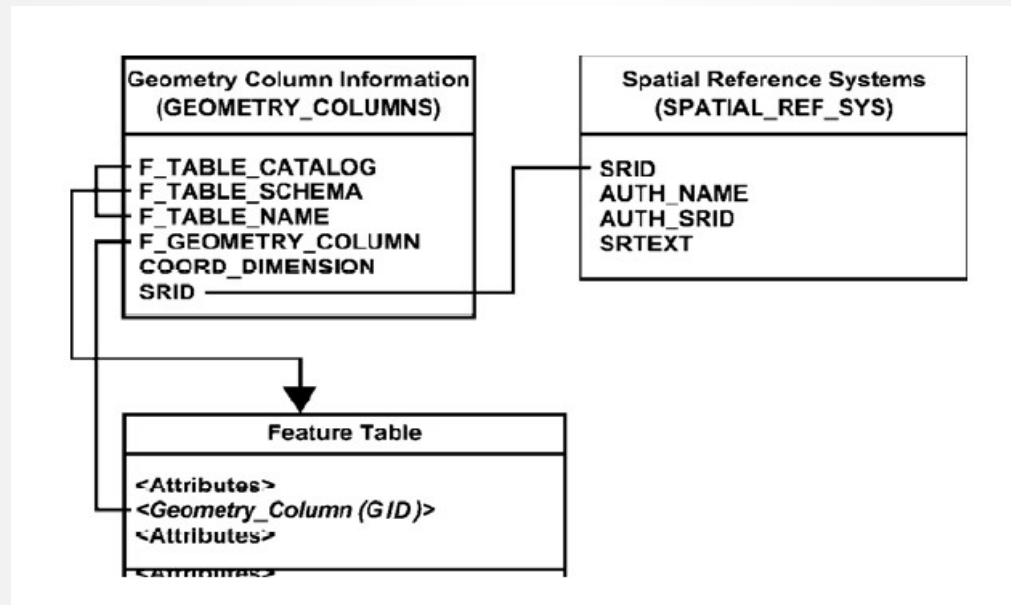 Geometry Column Information
(GEOMETRY_COLUMNS)
F_TABLE_CATALOG
F_TABLE_SCHEMA
F_TABLE_NAME
F_GEOMETRY_COLUMN
COORD_DIMENSION
SRID
Spatial Reference Systems
(SPATIAL_REF_SYS)
SRID
AUTH_NAME
AUTH_SRID
SRTEXT
Feature Table
<Attributes>
<Geometry_Column (GID)>
<Attributes>
<Attributes>